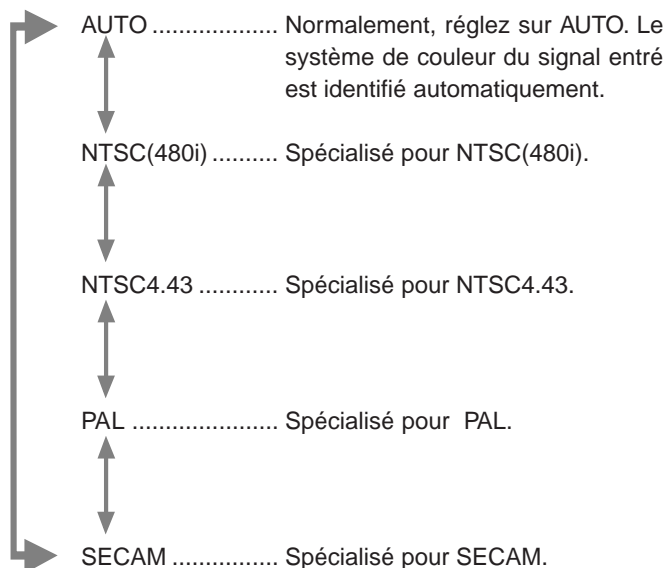 AUTO ................... Normalement, réglez sur AUTO. Le
système de couleur du signal entré
est identifié automatiquement.
NTSC(480i) .......... Spécialisé pour NTSC(480i).
NTSC4.43 ............ Spécialisé pour NTSC4.43.
PAL ...................... Spécialisé pour  PAL.
SECAM ................ Spécialisé pour SECAM.